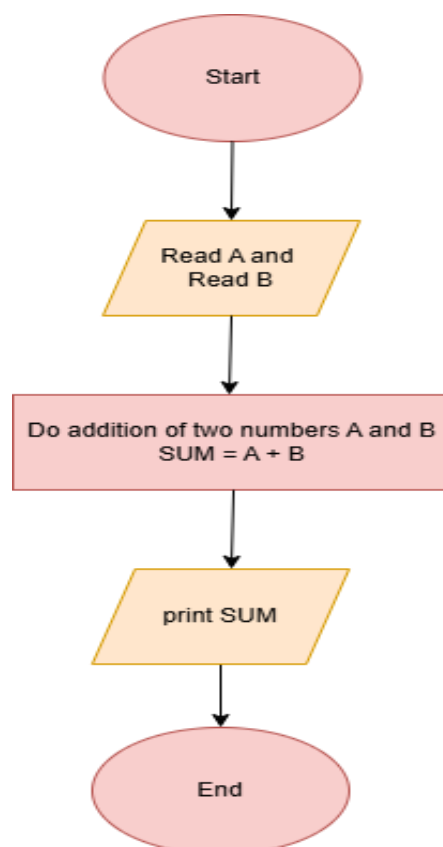 Start
Read A and
Read B
Do addition of two numbers A and B
SUM = A + B
print SUM
End